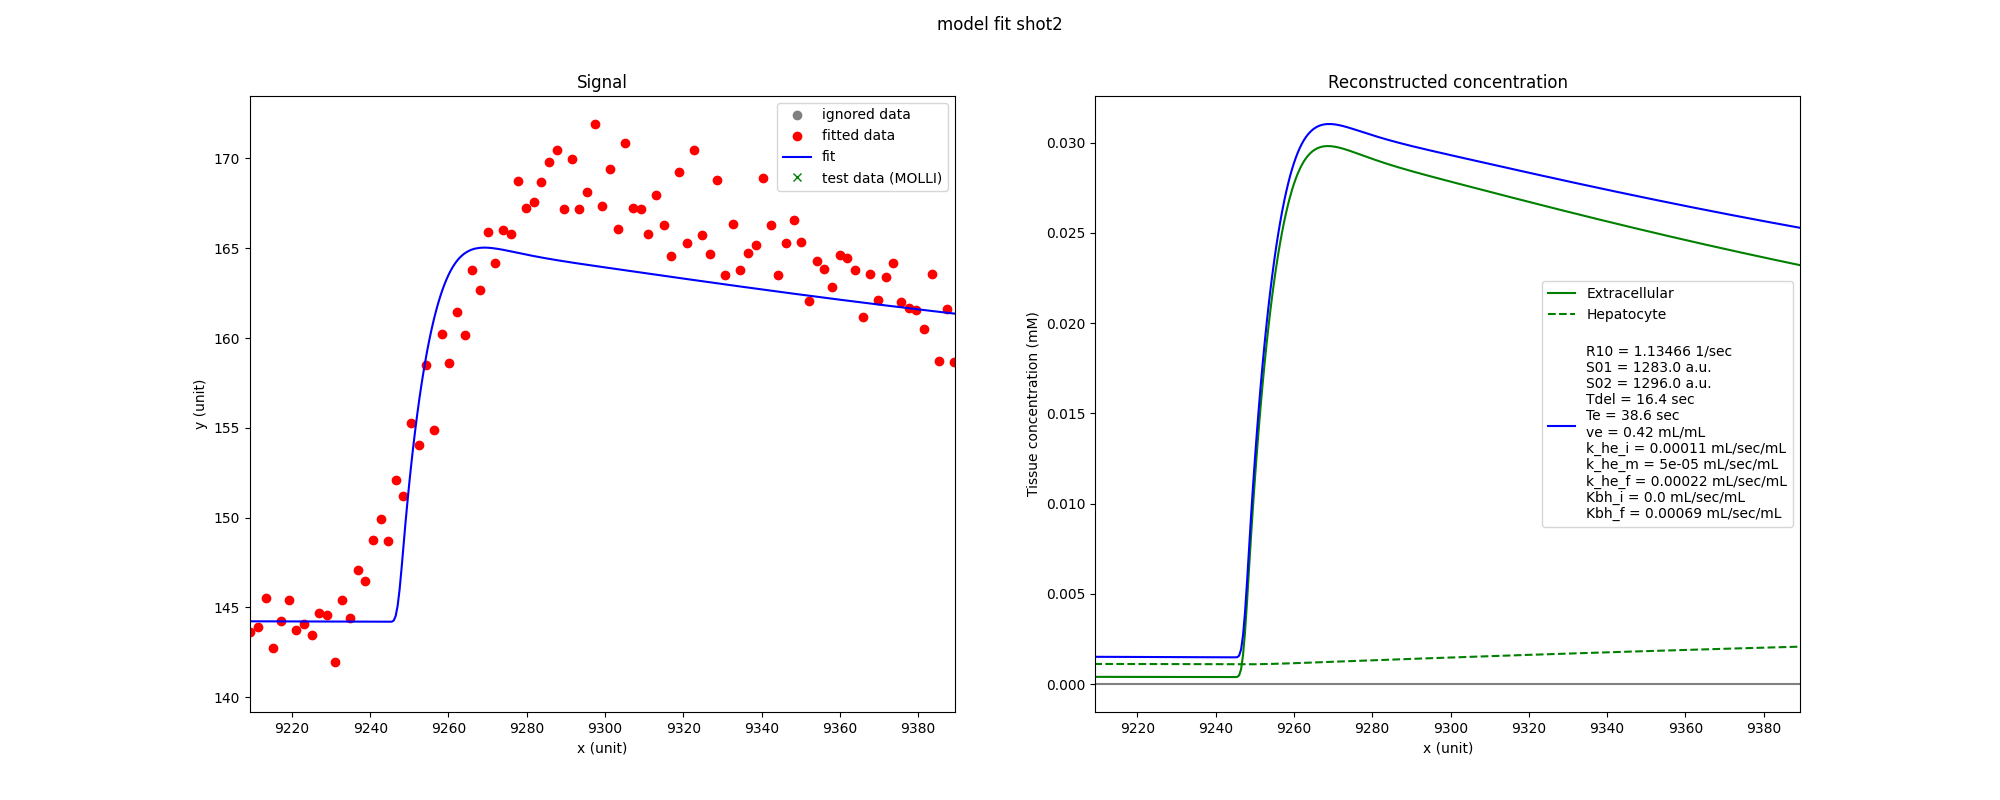 model fit shot2
Signal
ignored data
fitted data
fit
test data (MOLLI)
170
165
160
155
150
145
140
y (unit)
9220 9240 9260 9280 9300 9320 9340 9360 9380
x (unit)
Reconstructed concentration
0.030
0.025
0.020
0.015
0.010
0.005
0.000
Tissue concentration (mM)
Extracellular
Hepatocyte
R10 = 1.13466 1/sec
S01 = 1283.0 a.u.
S02 = 1296.0 a.u.
Tdel = 16.4 sec
Te = 38.6 sec
ve = 0.42 mL/mL
k_he_i = 0.00011 mL/sec/mL
k_he_m = 5e-05 mL/sec/mL
k_he_f = 0.00022 mL/sec/mL
Kbh_i = 0.0 mL/sec/mL
Kbh_f = 0.00069 mL/sec/mL
9220 9240 9260 9280 9300 9320 9340 9360 9380
x (unit)